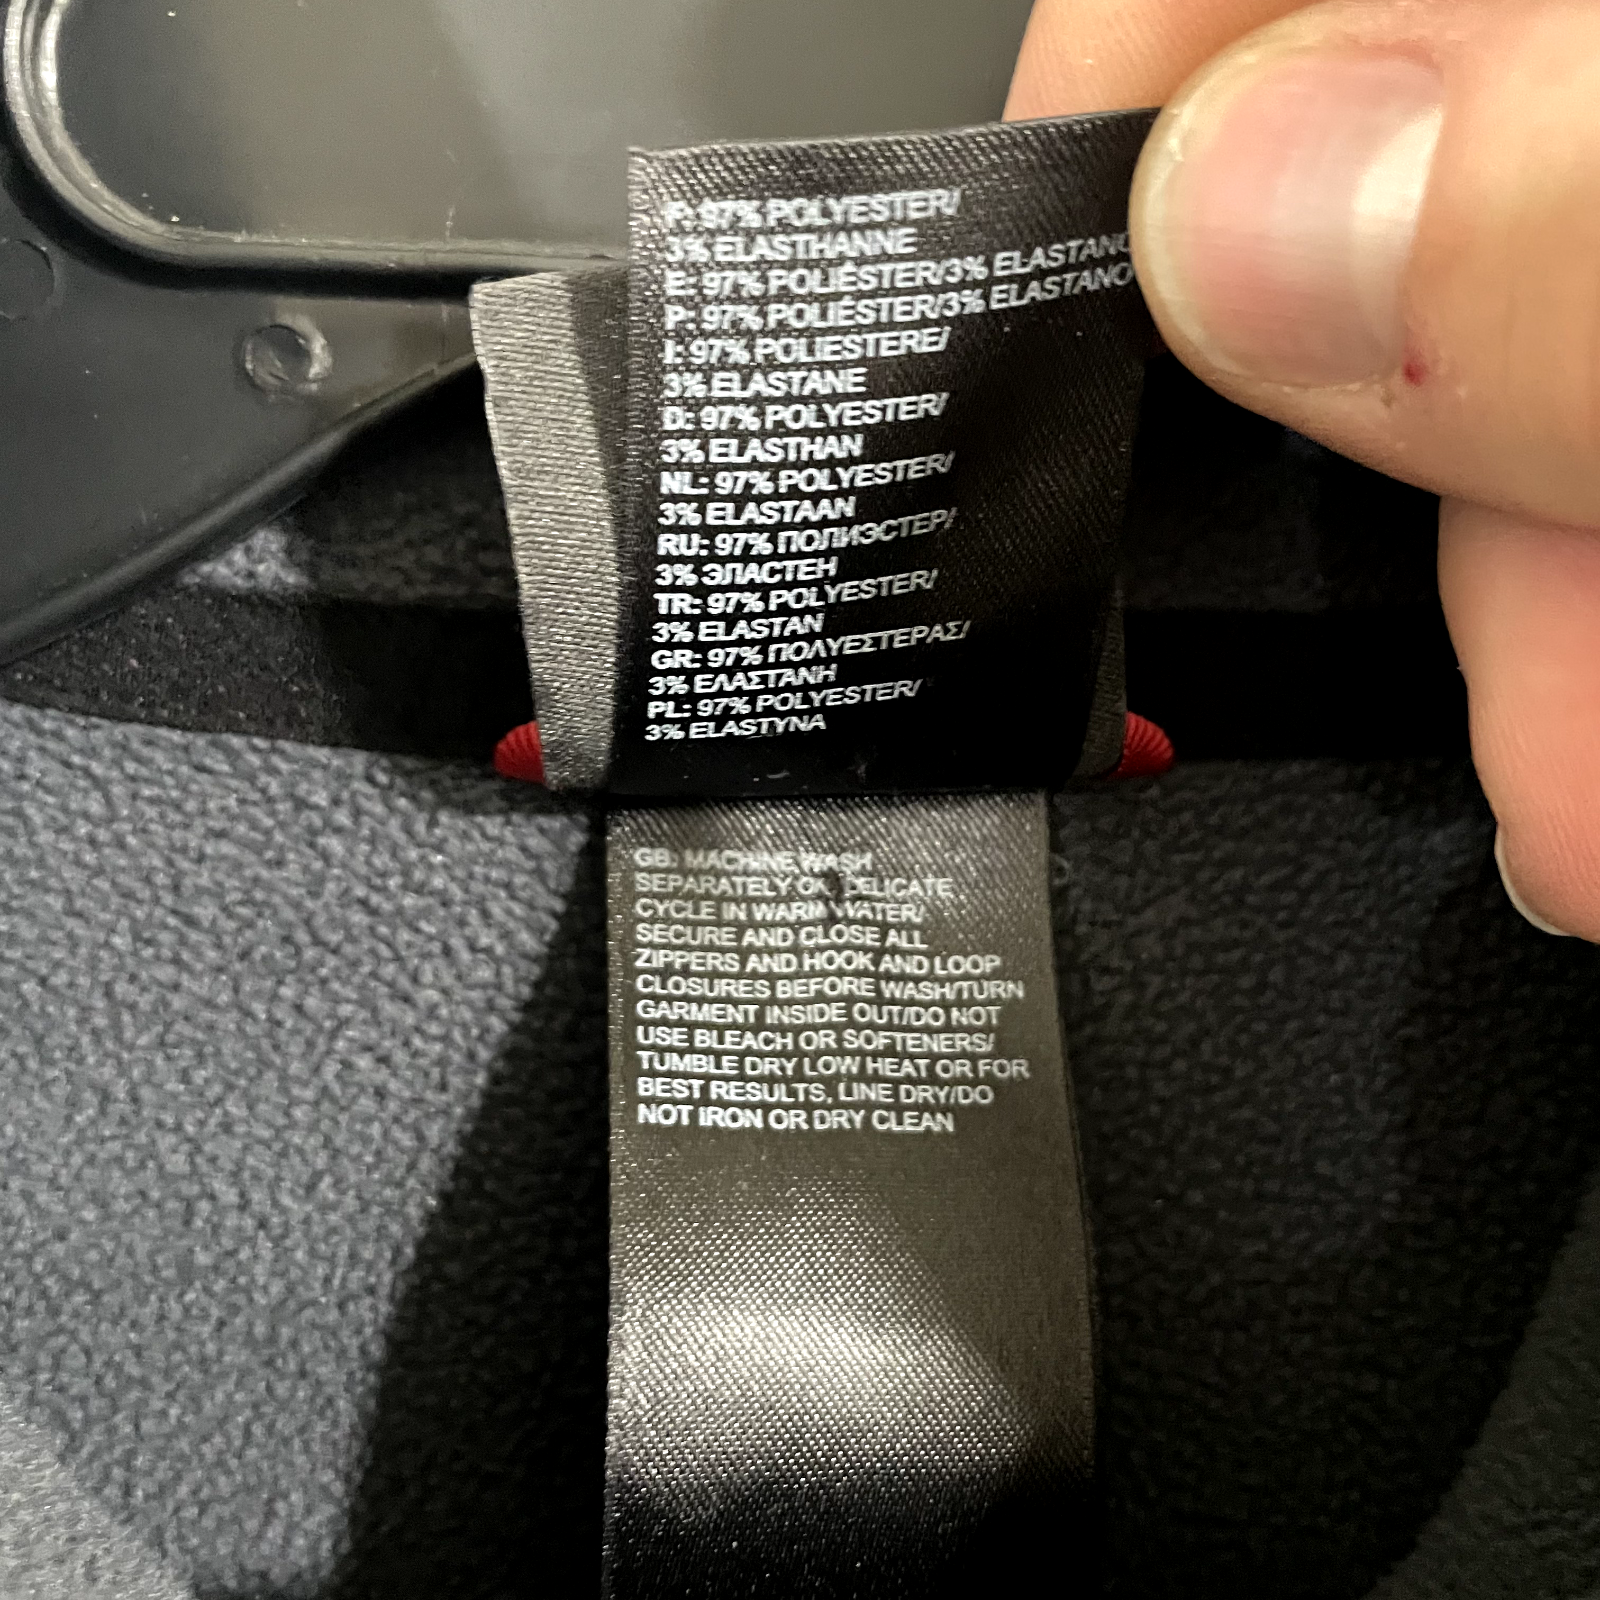 F: 97% POLYESTER/
3% ELASTHANNE
E: 97% POLIÉSTER/3% ELASTANO
P: 97% POLIÉSTER/3% ELASTANO
I: 97% POLIESTERE/
3% ELASTANE
D: 97% POLYESTER/
3% ELASTHAN
NL: 97% POLYESTER/
3% ELASTAAN
RU: 97% ПОЛИЭСТЕР/
3% ЭЛАСТЕН
TR: 97% POLYESTER/
3% ELASTAN
GR: 97% ΠΟΛΥΕΣΤΕΡΑΣ/
3% ΕΛΑΣΤΑΝΗ
PL: 97% POLYESTER/
3% ELASTYNA
GB: MACHINE WASH
SEPARATELY ON DELICATE
CYCLE IN WARM WATER/
SECURE AND CLOSE ALL
ZIPPERS AND HOOK AND LOOP
CLOSURES BEFORE WASH/TURN
GARMENT INSIDE OUT/DO NOT
USE BLEACH OR SOFTENERS/
TUMBLE DRY LOW HEAT OR FOR
BEST RESULTS, LINE DRY/DO
NOT IRON OR DRY CLEAN